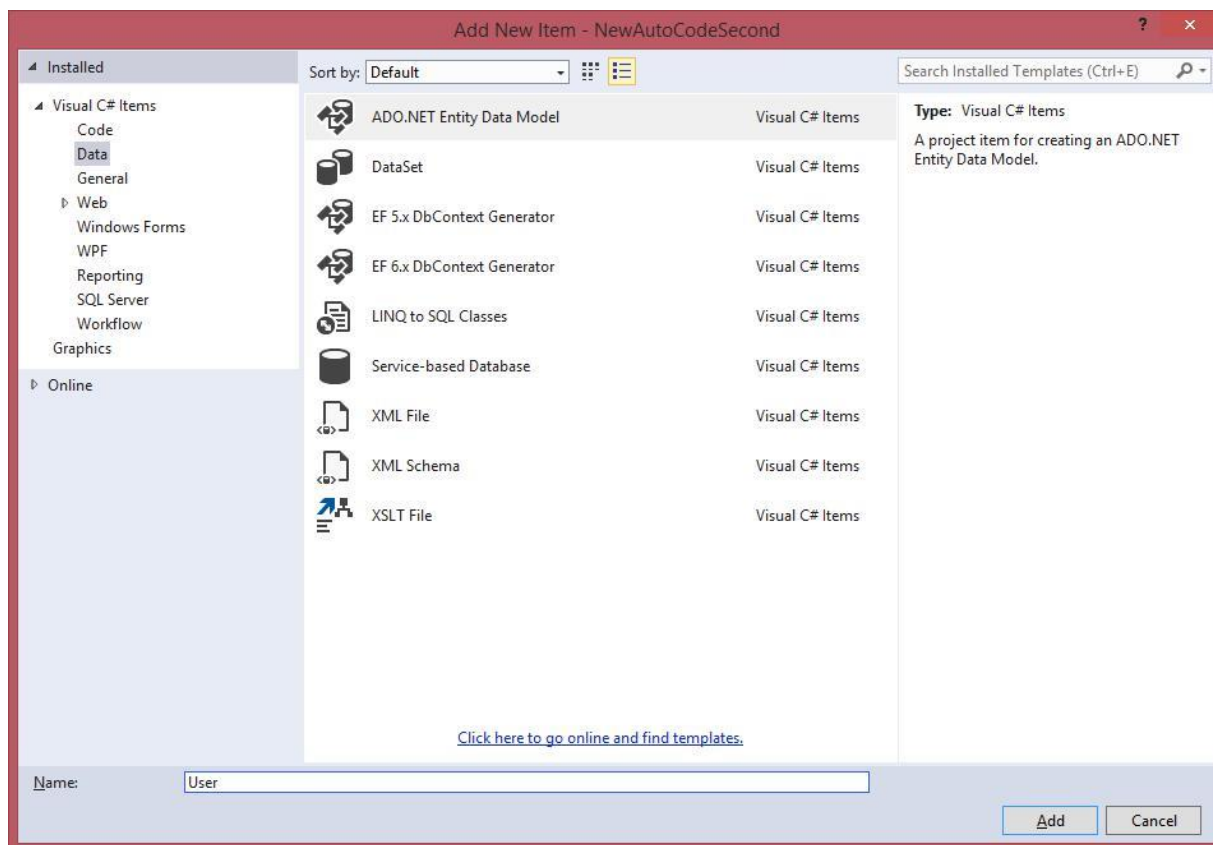 Add New Item - NewAutoCodeSecond
?
×
Installed
Visual C# Items
Code
Data
General
Web
Windows Forms
WPF
Reporting
SQL Server
Workflow
Graphics
Online
Sort by: Default
ADO.NET Entity Data Model Visual C# Items
DataSet Visual C# Items
EF 5.x DbContext Generator Visual C# Items
EF 6.x DbContext Generator Visual C# Items
LINQ to SQL Classes Visual C# Items
Service-based Database Visual C# Items
XML File Visual C# Items
XML Schema Visual C# Items
XSLT File Visual C# Items
Click here to go online and find templates.
Search Installed Templates (Ctrl+E)
Type: Visual C# Items
A project item for creating an ADO.NET
Entity Data Model.
Name: User
Add Cancel